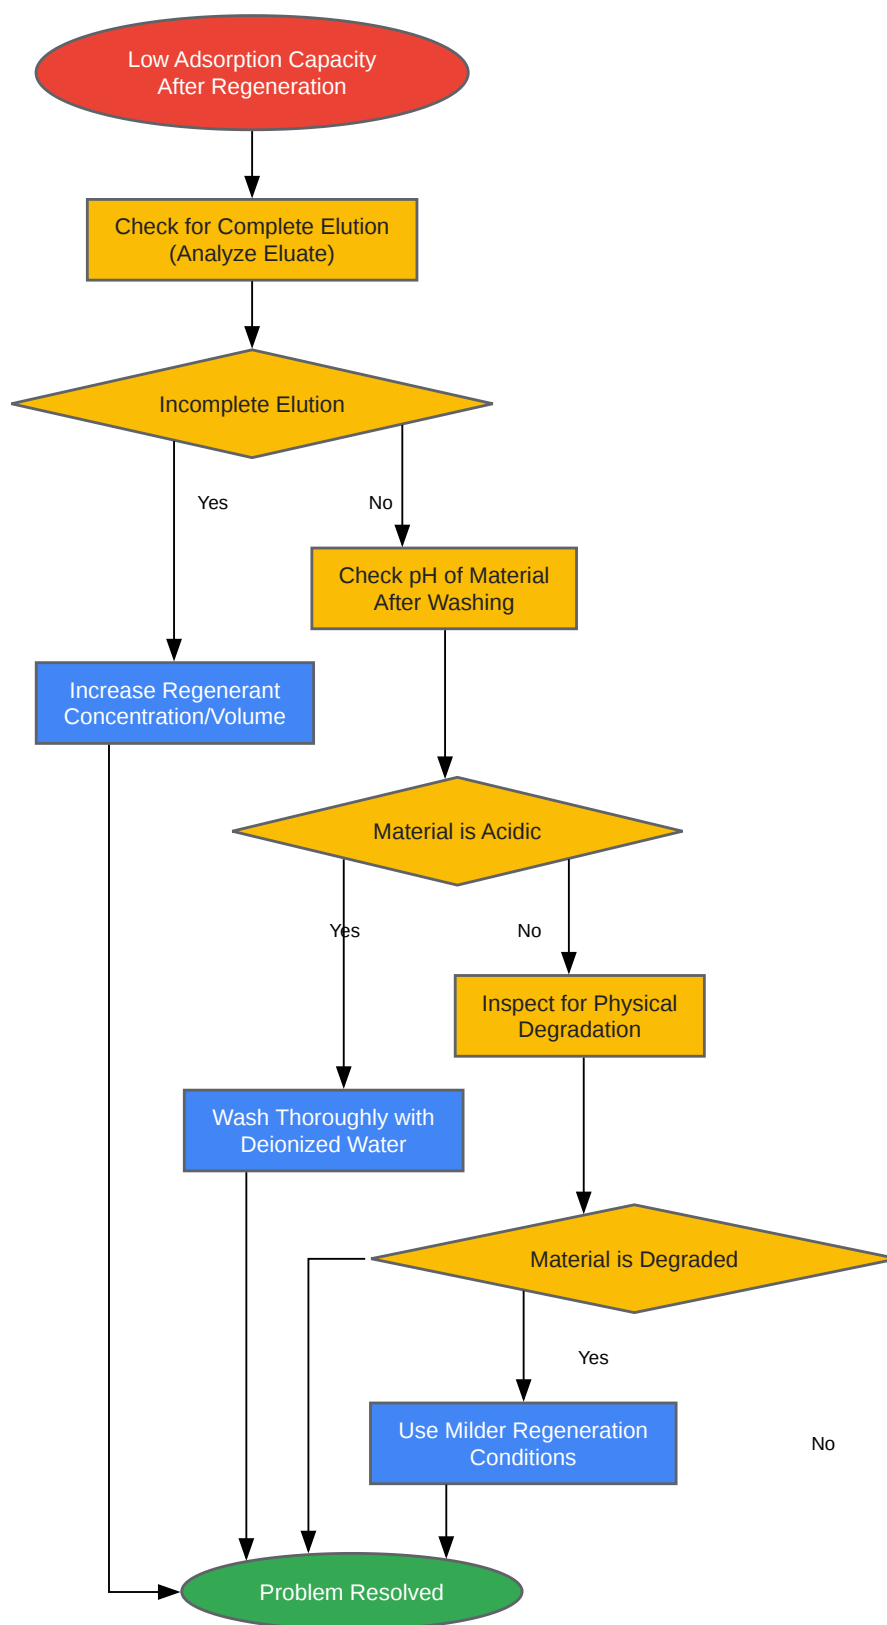 Low Adsorption Capacity
After Regeneration
Check for Complete Elution
(Analyze Eluate)
Incomplete Elution
Yes
No
Check pH of Material
After Washing
Increase Regenerant
Concentration/Volume
Material is Acidic
Yes
No
Inspect for Physical
Degradation
Wash Thoroughly with
Deionized Water
Material is Degraded
Yes
Use Milder Regeneration
Conditions
No
Problem Resolved